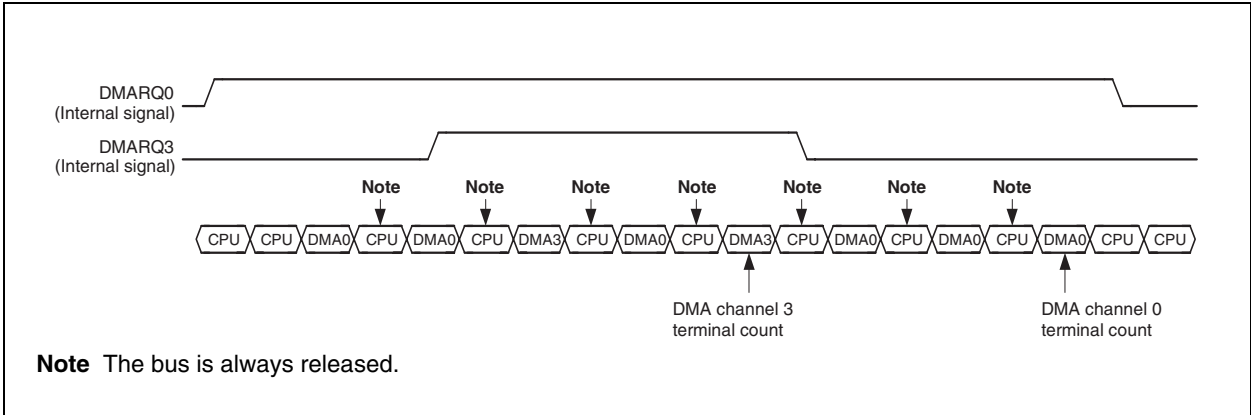 DMARQ0
(Internal signal)
DMARQ3
(Internal signal)
Note Note Note Note Note Note Note
CPU CPU DMA0 CPU DMA0 CPU DMA3 CPU DMA0 CPU DMA3 CPU DMA0 CPU DMA0 CPU DMA0 CPU CPU
DMA channel 3
terminal count
DMA channel 0
terminal count
Note The bus is always released.